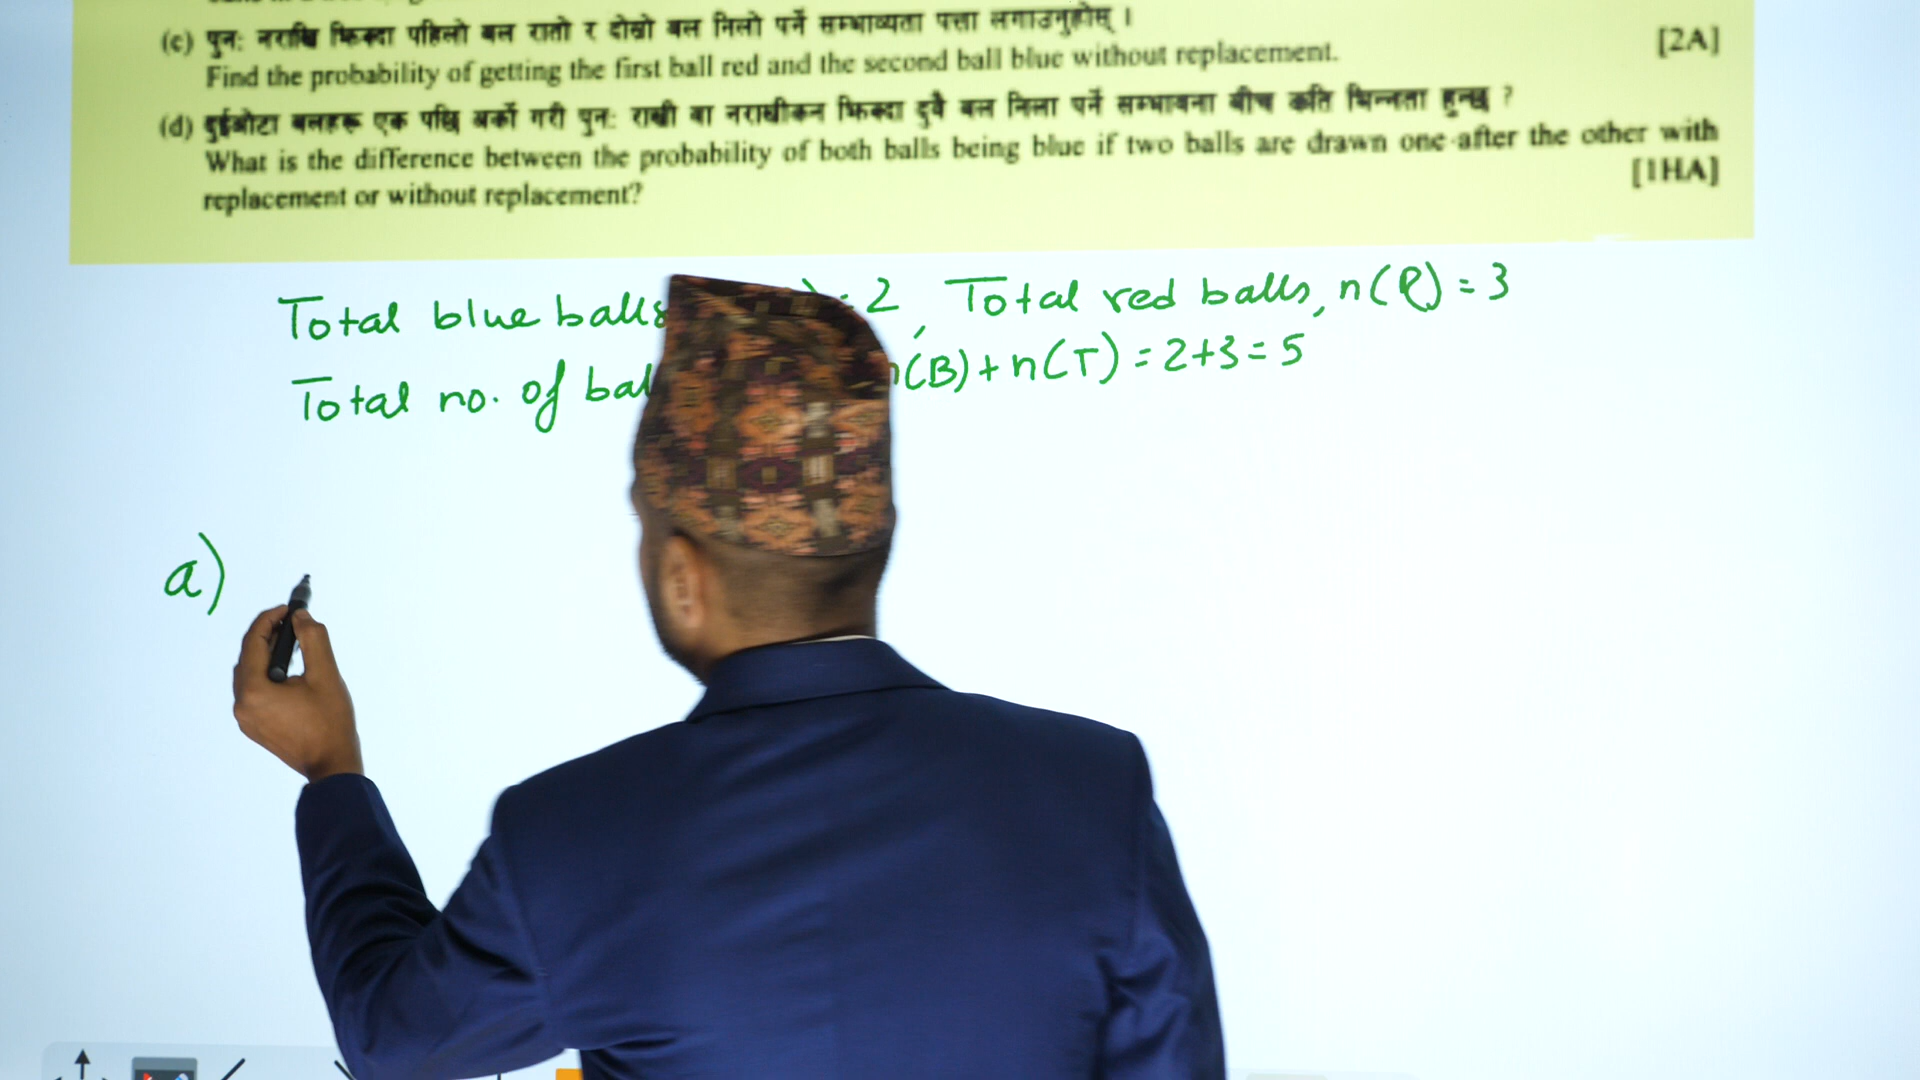 (c) पुनः नराखि झिक्दा पहिलो बल रातो र दोस्रो बल निलो पर्ने सम्भाव्यता पत्ता लगाउनुहोस् ।
Find the probability of getting the first ball red and the second ball blue without replacement. [2A]
(d) दुईओटा बलहरू एक पछि अर्को गरी पुनः राखी वा नराखीकन झिक्दा दुवै बल निला पर्ने सम्भावना बीच कति भिन्नता हुन्छ ?
What is the difference between the probability of both balls being blue if two balls are drawn one after the other with
replacement or without replacement? [1HA]
Total blue balls ) = 2, Total red balls, n(R) = 3
Total no. of bal n(B) + n(T) = 2+3 = 5
a)